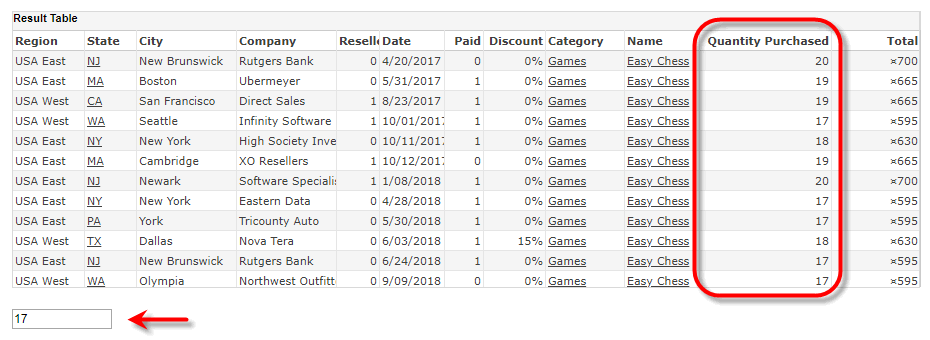 Result Table
Region State City Company Reselle Date Paid Discount Category Name Quantity Purchased Total
USA East NJ New Brunswick Rutgers Bank 0 4/20/2017 0 0% Games Easy Chess 20 ¤700
USA East MA Boston Ubermeyer 0 5/31/2017 1 0% Games Easy Chess 19 ¤665
USA West CA San Francisco Direct Sales 1 8/23/2017 1 0% Games Easy Chess 19 ¤665
USA West WA Seattle Infinity Software 1 10/01/2017 1 0% Games Easy Chess 17 ¤595
USA East NY New York High Society Inve 0 10/11/2017 1 0% Games Easy Chess 18 ¤630
USA East MA Cambridge XO Resellers 1 10/12/2017 0 0% Games Easy Chess 19 ¤665
USA East NJ Newark Software Specialis 1 1/08/2018 1 0% Games Easy Chess 20 ¤700
USA East NY New York Eastern Data 0 4/28/2018 1 0% Games Easy Chess 17 ¤595
USA East PA York Tricounty Auto 0 5/30/2018 1 0% Games Easy Chess 17 ¤595
USA West TX Dallas Nova Tera 0 6/03/2018 1 15% Games Easy Chess 18 ¤630
USA East NJ New Brunswick Rutgers Bank 0 6/24/2018 1 0% Games Easy Chess 17 ¤595
USA West WA Olympia Northwest Outfitt 0 9/09/2018 1 0% Games Easy Chess 17 ¤595
17